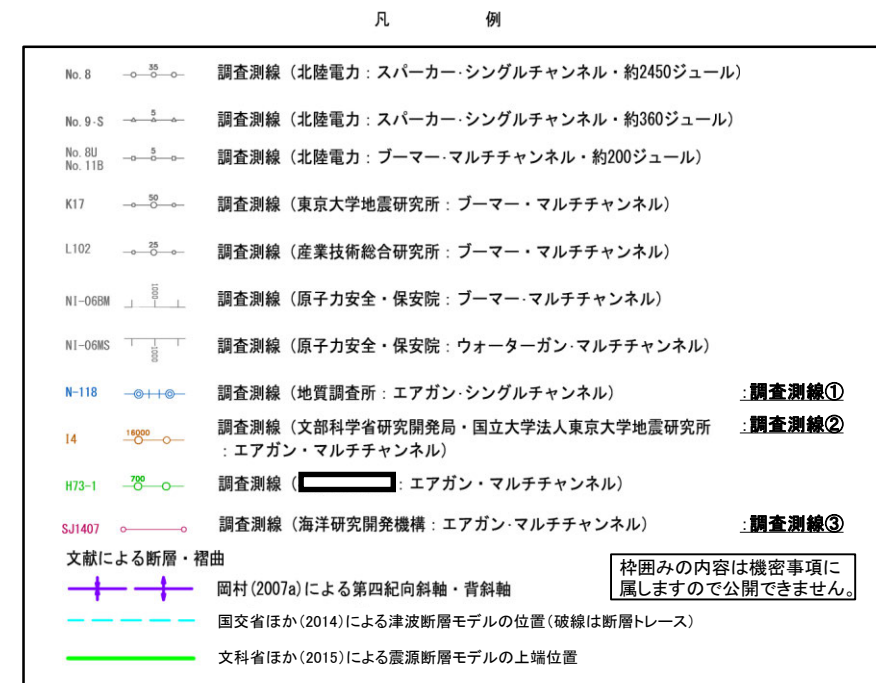 凡 例
No. 8 35 調査測線（北陸電力：スパーカー・シングルチャンネル・約2450ジュール）
No. 9-S 5 調査測線（北陸電力：スパーカー・シングルチャンネル・約360ジュール）
No. 8U
No. 11B 5 調査測線（北陸電力：ブーマー・マルチチャンネル・約200ジュール）
K17 50 調査測線（東京大学地震研究所：ブーマー・マルチチャンネル）
L102 25 調査測線（産業技術総合研究所：ブーマー・マルチチャンネル）
NI-06BM 1000 調査測線（原子力安全・保安院：ブーマー・マルチチャンネル）
NI-06MS 1000 調査測線（原子力安全・保安院：ウォーターガン・マルチチャンネル）
N-118 調査測線（地質調査所：エアガン・シングルチャンネル） :調査測線①
I4 16000 調査測線（文部科学省研究開発局・国立大学法人東京大学地震研究所 :調査測線②
：エアガン・マルチチャンネル）
H73-1 700 調査測線（ ：エアガン・マルチチャンネル）
SJ1407 調査測線（海洋研究開発機構：エアガン・マルチチャンネル） :調査測線③
文献による断層・褶曲
枠囲みの内容は機密事項に
属しますので公開できません。
岡村(2007a)による第四紀向斜軸・背斜軸
国交省ほか(2014)による津波断層モデルの位置(破線は断層トレース)
文科省ほか(2015)による震源断層モデルの上端位置